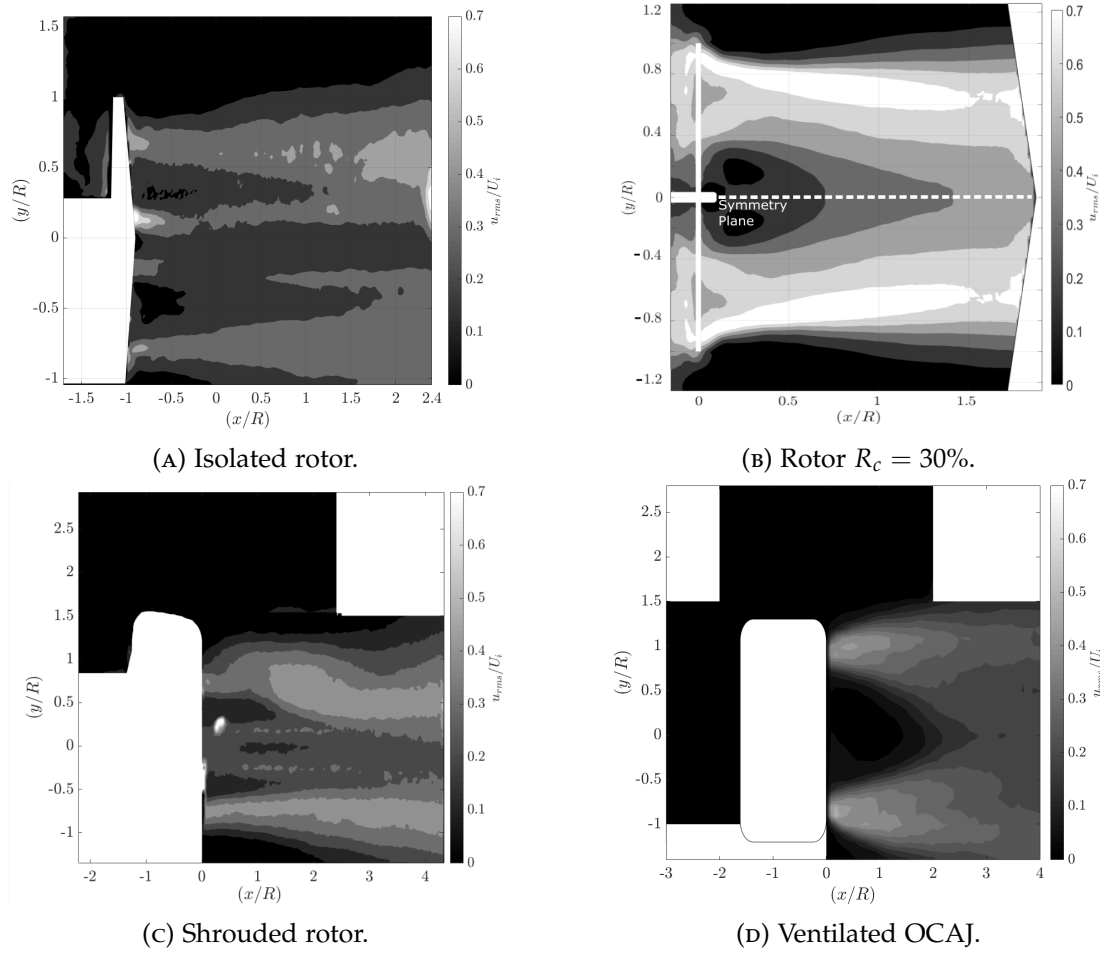 1.5
1
0.5
0
-0.5
-1
(y/R)
-1.5 -1 -0.5 0 0.5 1 1.5 2 2.4
(x/R)
0.7
0.6
0.5
0.4
0.3
0.2
0.1
0
u_{rms}/U_i
(A) Isolated rotor.
1.2
0.8
0.4
0
-0.4
-0.8
-1.2
(y/R)
Symmetry
Plane
0 0.5 1 1.5
(x/R)
0.7
0.6
0.5
0.4
0.3
0.2
0.1
0
u_{rms}/U_i
(B) Rotor R_c = 30%.
2.5
2
1.5
1
0.5
0
-0.5
-1
(y/R)
-2 -1 0 1 2 3 4
(x/R)
0.7
0.6
0.5
0.4
0.3
0.2
0.1
0
u_{rms}/U_i
(C) Shrouded rotor.
2.5
2
1.5
1
0.5
0
-0.5
-1
(y/R)
-3 -2 -1 0 1 2 3 4
(x/R)
0.7
0.6
0.5
0.4
0.3
0.2
0.1
0
u_{rms}/U_i
(D) Ventilated OCAJ.